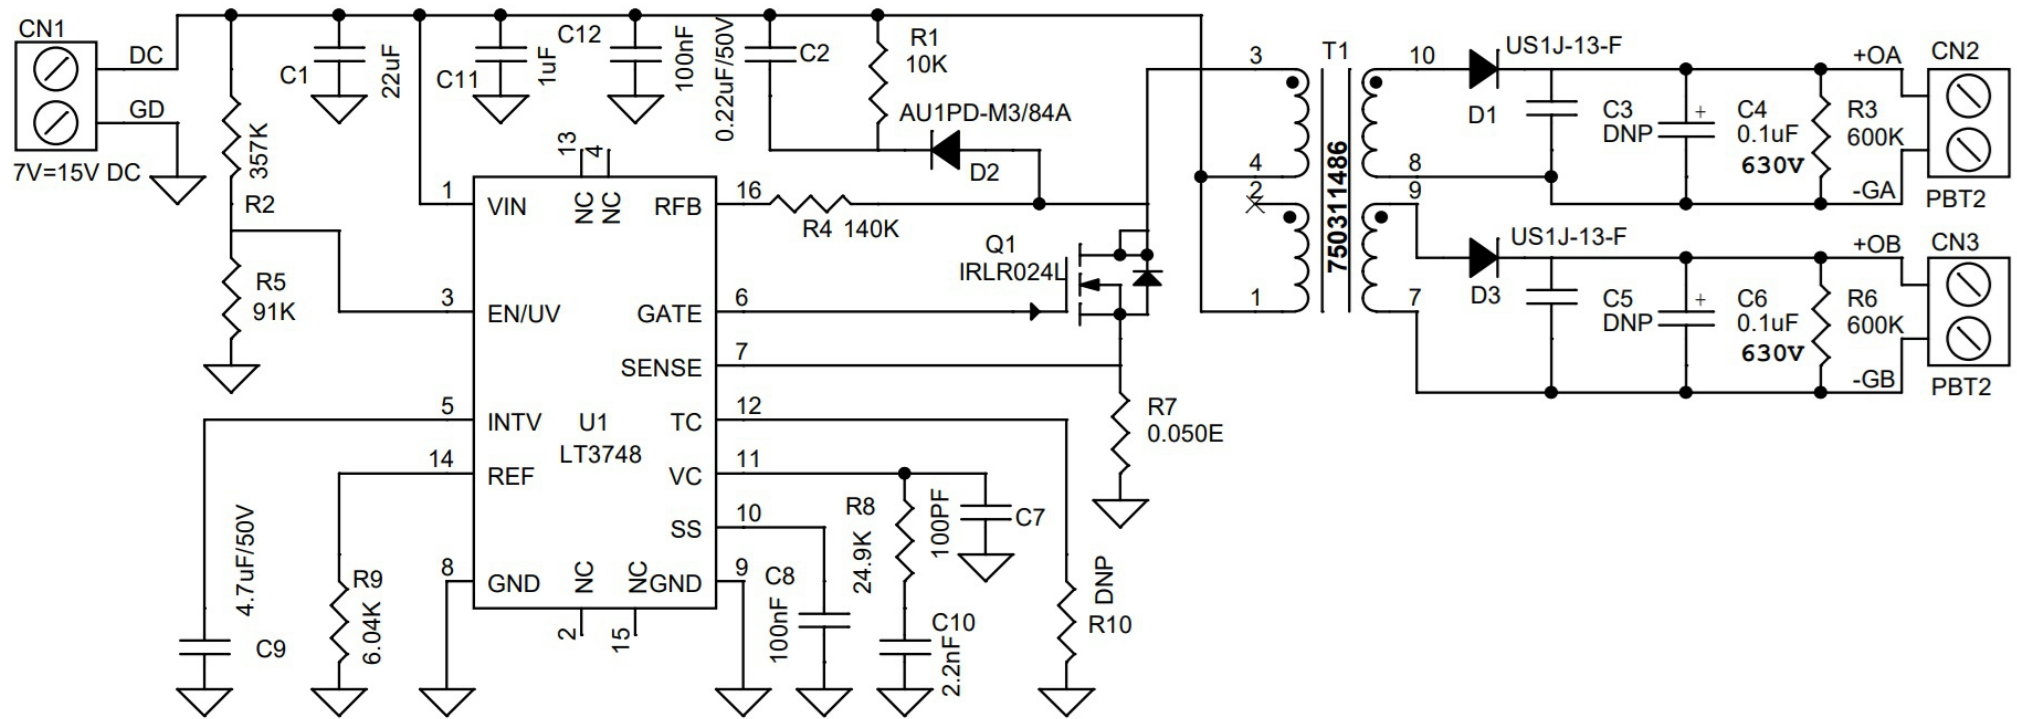 CN1
DC
GD
7V=15V DC
357K
R2
R5
91K
C1
22uF
C11
1uF
C12
100nF
0.22uF/50V
C2
R1
10K
AU1PD-M3/84A
D2
13
4
NC
NC
1
VIN
RFB
16
R4 140K
3
EN/UV
GATE
6
Q1
IRLR024L
SENSE
7
5
INTV
U1
LT3748
TC
12
14
REF
VC
11
SS
10
8
GND
NC
NC
GND
9
2
15
4.7uF/50V
C9
R9
6.04K
C8
100nF
R8
24.9K
100PF
C7
C10
2.2nF
DNP
R10
R7
0.050E
3
T1
10
4
2
1
750311486
8
9
7
US1J-13-F
D1
C3
DNP
+
C4
0.1uF
630V
R3
600K
+OA
-GA
CN2
PBT2
US1J-13-F
D3
C5
DNP
+
C6
0.1uF
630V
R6
600K
+OB
-GB
CN3
PBT2